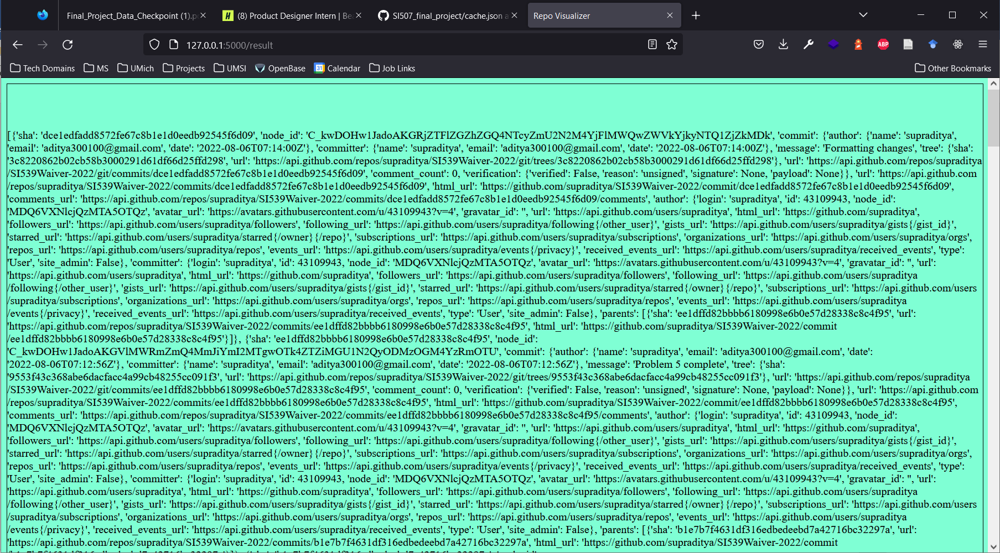 Final_Project_Data_Checkpoint (1).p
(8) Product Designer Intern | Be
SI507_final_project/cache.json a
Repo Visualizer
127.0.0.1:5000/result
ABP
Tech Domains
MS
UMich
Projects
UMSI
OpenBase
31
Calendar
Job Links
Other Bookmarks
[{'sha': 'dce1edfadd8572fe67c8b1e1d0eedb92545f6d09', 'node_id': 'C_kwDOHw1JadoAKGRjZTFlZGZhZGQ4NTcyZmU2N2M4YjFlMWQwZWVkYjkyNTQ1ZjZkMDk', 'commit': {'author': {'name': 'supraditya',
'email': 'aditya300100@gmail.com', 'date': '2022-08-06T07:14:00Z'}, 'committer': {'name': 'supraditya', 'email': 'aditya300100@gmail.com', 'date': '2022-08-06T07:14:00Z'}, 'message': 'Formatting changes', 'tree': {'sha':
'3c8220862b02cb58b3000291d61df66d25ffd298', 'url': 'https://api.github.com/repos/supraditya/SI539Waiver-2022/git/trees/3c8220862b02cb58b3000291d61df66d25ffd298'}, 'url': 'https://api.github.com/repos/supraditya
/SI539Waiver-2022/git/commits/dce1edfadd8572fe67c8b1e1d0eedb92545f6d09', 'comment_count': 0, 'verification': {'verified': False, 'reason': 'unsigned', 'signature': None, 'payload': None}}, 'url': 'https://api.github.com
/repos/supraditya/SI539Waiver-2022/commits/dce1edfadd8572fe67c8b1e1d0eedb92545f6d09', 'html_url': 'https://github.com/supraditya/SI539Waiver-2022/commit/dce1edfadd8572fe67c8b1e1d0eedb92545f6d09',
'comments_url': 'https://api.github.com/repos/supraditya/SI539Waiver-2022/commits/dce1edfadd8572fe67c8b1e1d0eedb92545f6d09/comments', 'author': {'login': 'supraditya', 'id': 43109943, 'node_id':
'MDQ6VXNlcjQzMTA5OTQz', 'avatar_url': 'https://avatars.githubusercontent.com/u/43109943?v=4', 'gravatar_id': '', 'url': 'https://api.github.com/users/supraditya', 'html_url': 'https://github.com/supraditya',
'followers_url': 'https://api.github.com/users/supraditya/followers', 'following_url': 'https://api.github.com/users/supraditya/following{/other_user}', 'gists_url': 'https://api.github.com/users/supraditya/gists{/gist_id}',
'starred_url': 'https://api.github.com/users/supraditya/starred{/owner}{/repo}', 'subscriptions_url': 'https://api.github.com/users/supraditya/subscriptions', 'organizations_url': 'https://api.github.com/users/supraditya/orgs',
'repos_url': 'https://api.github.com/users/supraditya/repos', 'events_url': 'https://api.github.com/users/supraditya/events{/privacy}', 'received_events_url': 'https://api.github.com/users/supraditya/received_events', 'type':
'User', 'site_admin': False}, 'committer': {'login': 'supraditya', 'id': 43109943, 'node_id': 'MDQ6VXNlcjQzMTA5OTQz', 'avatar_url': 'https://avatars.githubusercontent.com/u/43109943?v=4', 'gravatar_id': '', 'url':
'https://api.github.com/users/supraditya', 'html_url': 'https://github.com/supraditya', 'followers_url': 'https://api.github.com/users/supraditya/followers', 'following_url': 'https://api.github.com/users/supraditya
/following{/other_user}', 'gists_url': 'https://api.github.com/users/supraditya/gists{/gist_id}', 'starred_url': 'https://api.github.com/users/supraditya/starred{/owner}{/repo}', 'subscriptions_url': 'https://api.github.com/users
/supraditya/subscriptions', 'organizations_url': 'https://api.github.com/users/supraditya/orgs', 'repos_url': 'https://api.github.com/users/supraditya/repos', 'events_url': 'https://api.github.com/users/supraditya
/events{/privacy}', 'received_events_url': 'https://api.github.com/users/supraditya/received_events', 'type': 'User', 'site_admin': False}, 'parents': [{'sha': 'ee1dffd82bbbb6180998e6b0e57d28338c8c4f95', 'url':
'https://api.github.com/repos/supraditya/SI539Waiver-2022/commits/ee1dffd82bbbb6180998e6b0e57d28338c8c4f95', 'html_url': 'https://github.com/supraditya/SI539Waiver-2022/commit
/ee1dffd82bbbb6180998e6b0e57d28338c8c4f95'}]}, {'sha': 'ee1dffd82bbbb6180998e6b0e57d28338c8c4f95', 'node_id':
'C_kwDOHw1JadoAKGVlMWRmZmQ4MmJiYmI2MTgwOTk4ZTZiMGU1N2QyODMzOGM4YzRmOTU', 'commit': {'author': {'name': 'supraditya', 'email': 'aditya300100@gmail.com', 'date':
'2022-08-06T07:12:56Z'}, 'committer': {'name': 'supraditya', 'email': 'aditya300100@gmail.com', 'date': '2022-08-06T07:12:56Z'}, 'message': 'Problem 5 complete', 'tree': {'sha':
'9553f43c368abe6dacfacc4a99cb48255cc091f3', 'url': 'https://api.github.com/repos/supraditya/SI539Waiver-2022/git/trees/9553f43c368abe6dacfacc4a99cb48255cc091f3'}, 'url': 'https://api.github.com/repos/supraditya
/SI539Waiver-2022/git/commits/ee1dffd82bbbb6180998e6b0e57d28338c8c4f95', 'comment_count': 0, 'verification': {'verified': False, 'reason': 'unsigned', 'signature': None, 'payload': None}}, 'url': 'https://api.github.com
/repos/supraditya/SI539Waiver-2022/commits/ee1dffd82bbbb6180998e6b0e57d28338c8c4f95', 'html_url': 'https://github.com/supraditya/SI539Waiver-2022/commit/ee1dffd82bbbb6180998e6b0e57d28338c8c4f95',
'comments_url': 'https://api.github.com/repos/supraditya/SI539Waiver-2022/commits/ee1dffd82bbbb6180998e6b0e57d28338c8c4f95/comments', 'author': {'login': 'supraditya', 'id': 43109943, 'node_id':
'MDQ6VXNlcjQzMTA5OTQz', 'avatar_url': 'https://avatars.githubusercontent.com/u/43109943?v=4', 'gravatar_id': '', 'url': 'https://api.github.com/users/supraditya', 'html_url': 'https://github.com/supraditya',
'followers_url': 'https://api.github.com/users/supraditya/followers', 'following_url': 'https://api.github.com/users/supraditya/following{/other_user}', 'gists_url': 'https://api.github.com/users/supraditya/gists{/gist_id}',
'starred_url': 'https://api.github.com/users/supraditya/starred{/owner}{/repo}', 'subscriptions_url': 'https://api.github.com/users/supraditya/subscriptions', 'organizations_url': 'https://api.github.com/users/supraditya/orgs',
'repos_url': 'https://api.github.com/users/supraditya/repos', 'events_url': 'https://api.github.com/users/supraditya/events{/privacy}', 'received_events_url': 'https://api.github.com/users/supraditya/received_events', 'type':
'User', 'site_admin': False}, 'committer': {'login': 'supraditya', 'id': 43109943, 'node_id': 'MDQ6VXNlcjQzMTA5OTQz', 'avatar_url': 'https://avatars.githubusercontent.com/u/43109943?v=4', 'gravatar_id': '', 'url':
'https://api.github.com/users/supraditya', 'html_url': 'https://github.com/supraditya', 'followers_url': 'https://api.github.com/users/supraditya/followers', 'following_url': 'https://api.github.com/users/supraditya
/following{/other_user}', 'gists_url': 'https://api.github.com/users/supraditya/gists{/gist_id}', 'starred_url': 'https://api.github.com/users/supraditya/starred{/owner}{/repo}', 'subscriptions_url': 'https://api.github.com/users
/supraditya/subscriptions', 'organizations_url': 'https://api.github.com/users/supraditya/orgs', 'repos_url': 'https://api.github.com/users/supraditya/repos', 'events_url': 'https://api.github.com/users/supraditya
/events{/privacy}', 'received_events_url': 'https://api.github.com/users/supraditya/received_events', 'type': 'User', 'site_admin': False}, 'parents': [{'sha': 'b1e7b7f4631df316edbedeebd7a42716bc32297a', 'url':
'https://api.github.com/repos/supraditya/SI539Waiver-2022/commits/b1e7b7f4631df316edbedeebd7a42716bc32297a', 'html_url': 'https://github.com/supraditya/SI539Waiver-2022/commit